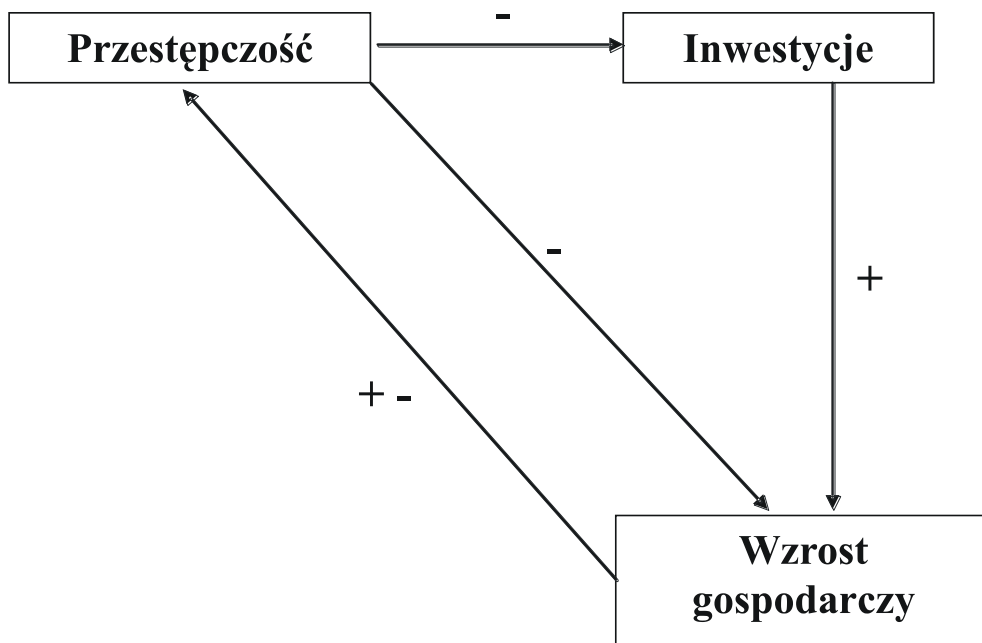 -
Przestępczość
Inwestycje
-
+
+ -
Wzrost
gospodarczy